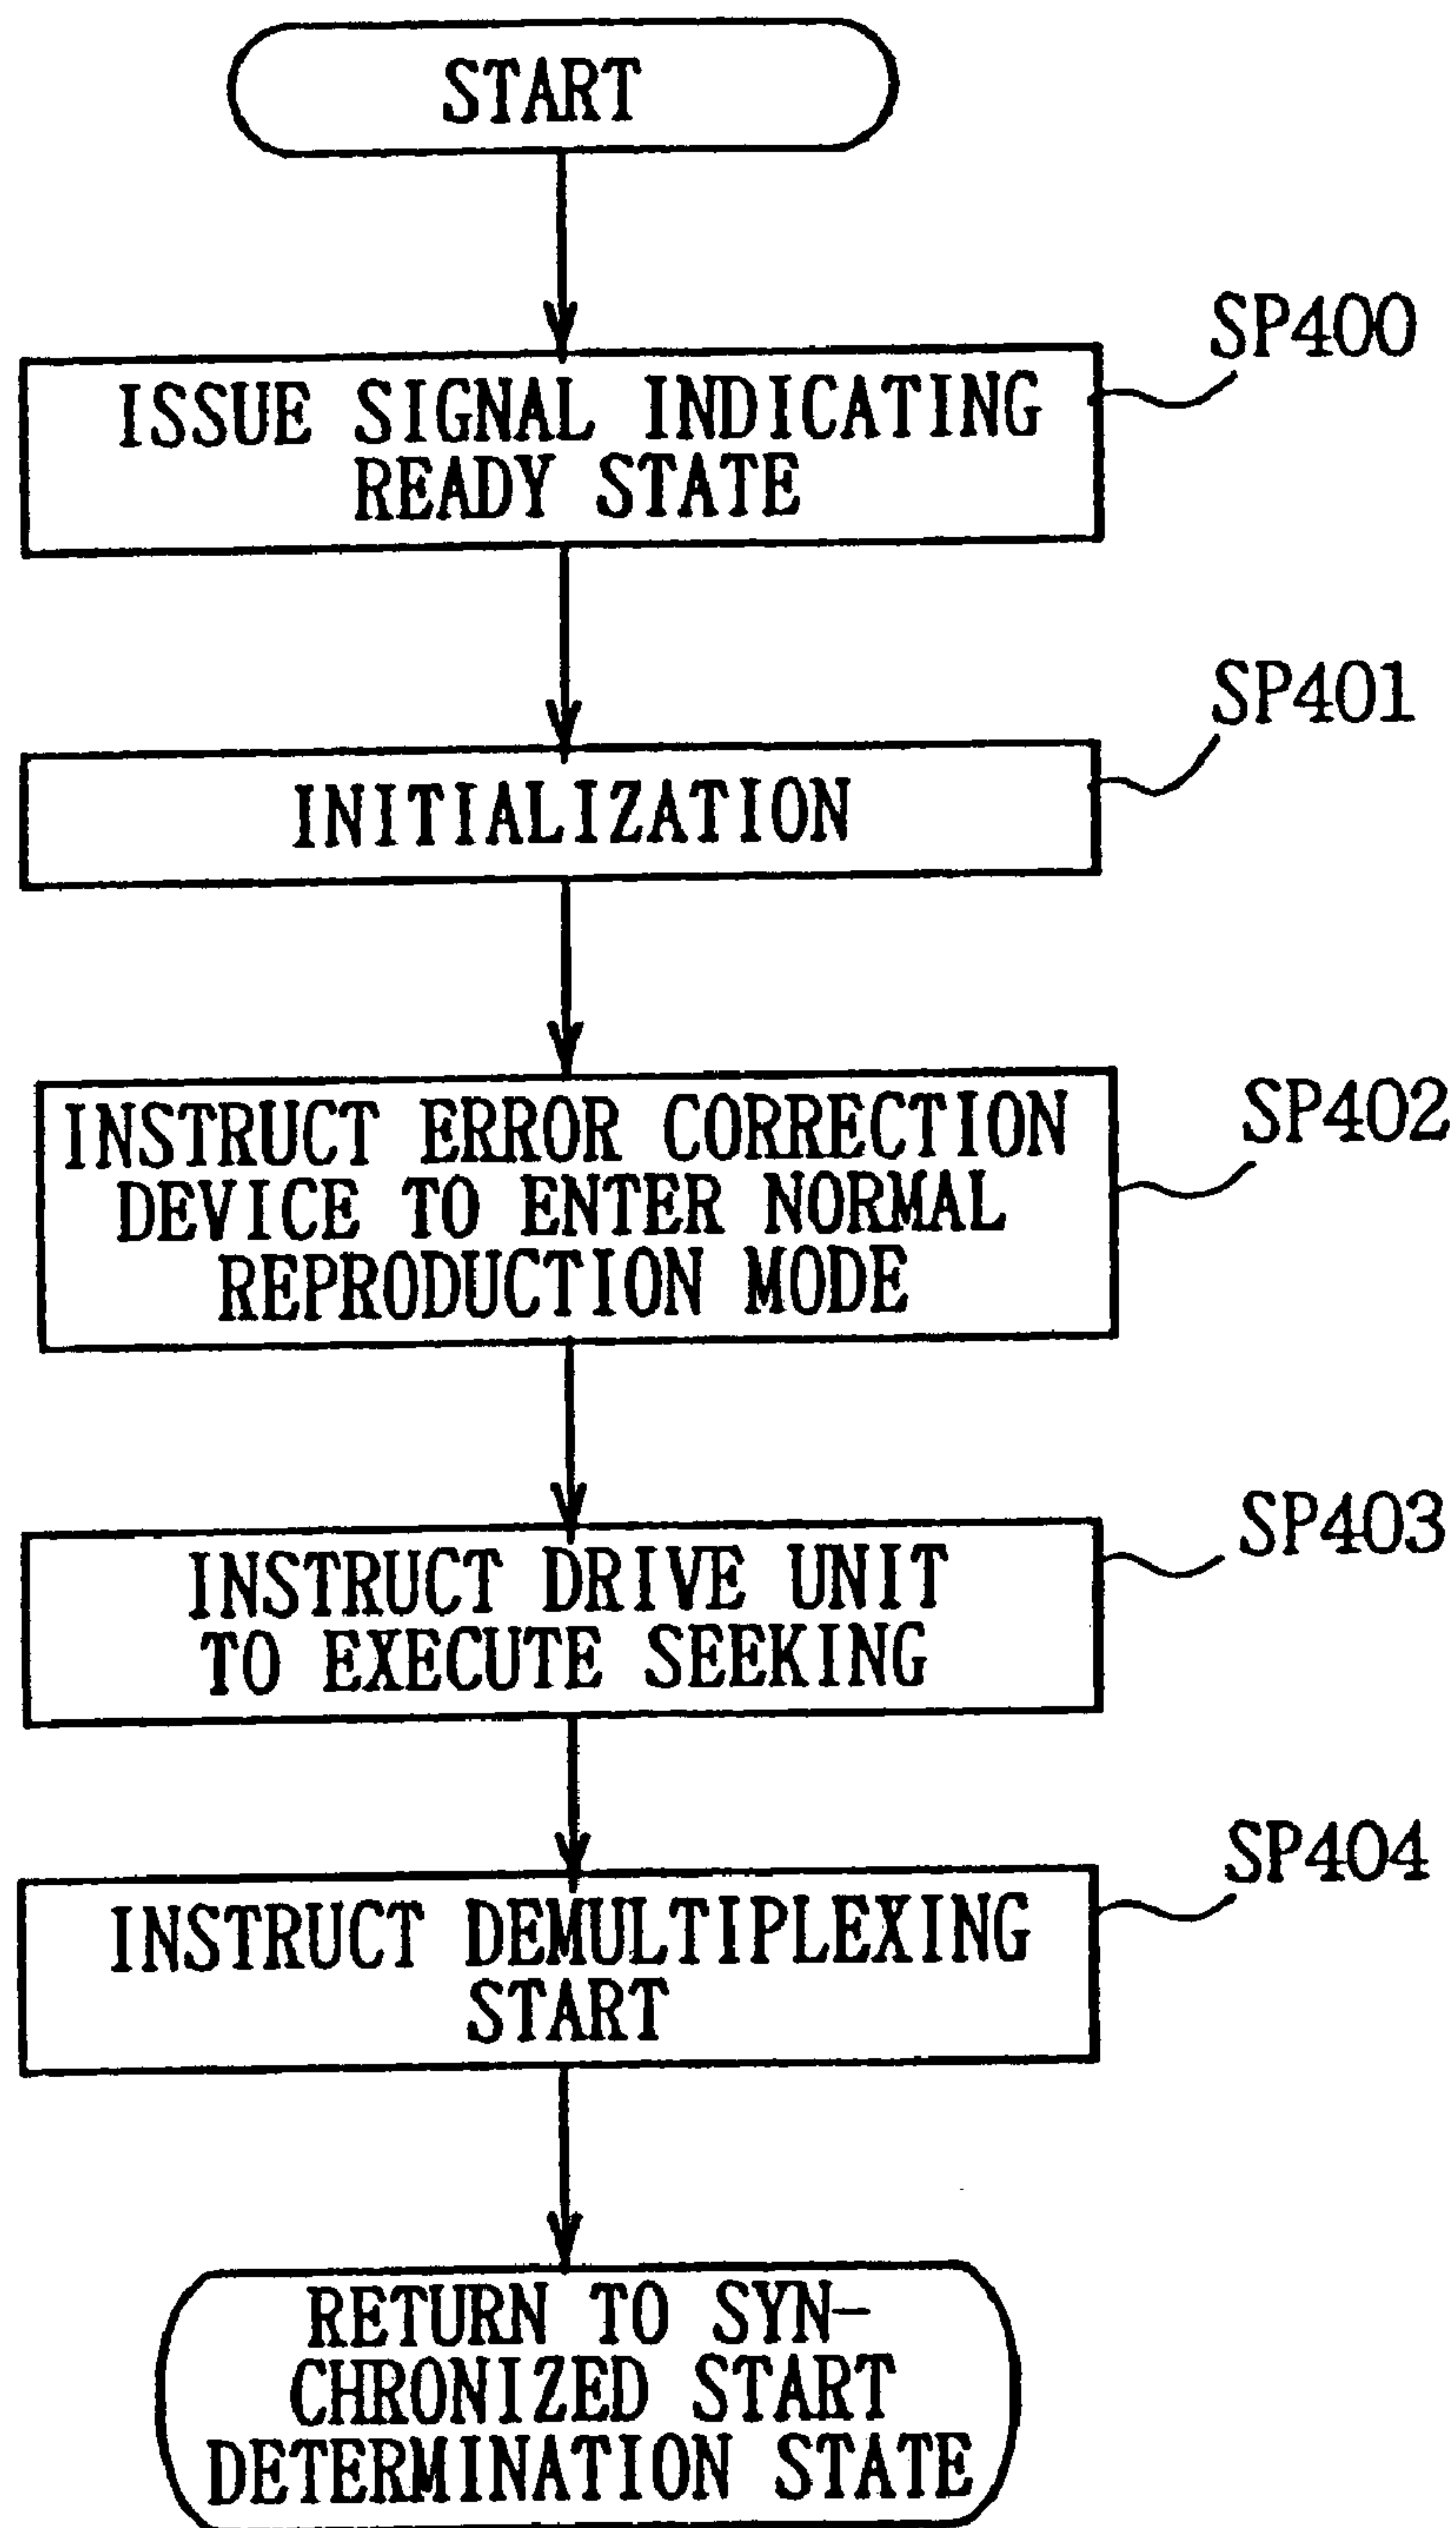 START
SP400
ISSUE SIGNAL INDICATING
READY STATE
SP401
INITIALIZATION
SP402
INSTRUCT ERROR CORRECTION
DEVICE TO ENTER NORMAL
REPRODUCTION MODE
SP403
INSTRUCT DRIVE UNIT
TO EXECUTE SEEKING
SP404
INSTRUCT DEMULTIPLEXING
START
RETURN TO SYN-
CHRONIZED START
DETERMINATION STATE